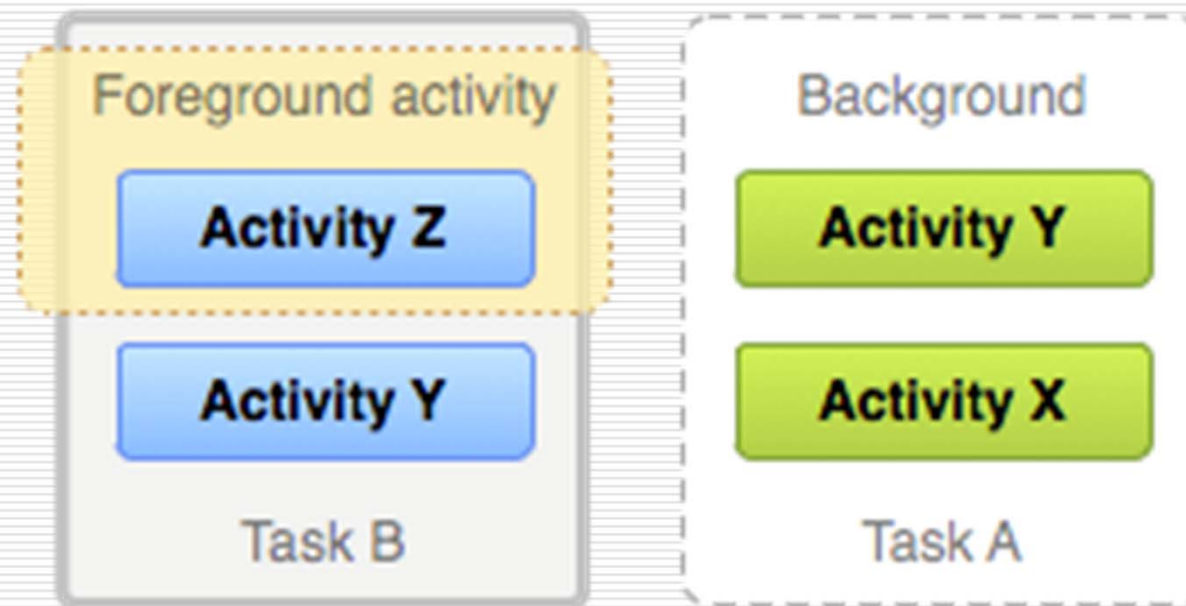 Foreground activity
Activity Z
Activity Y
Task B
Background
Activity Y
Activity X
Task A